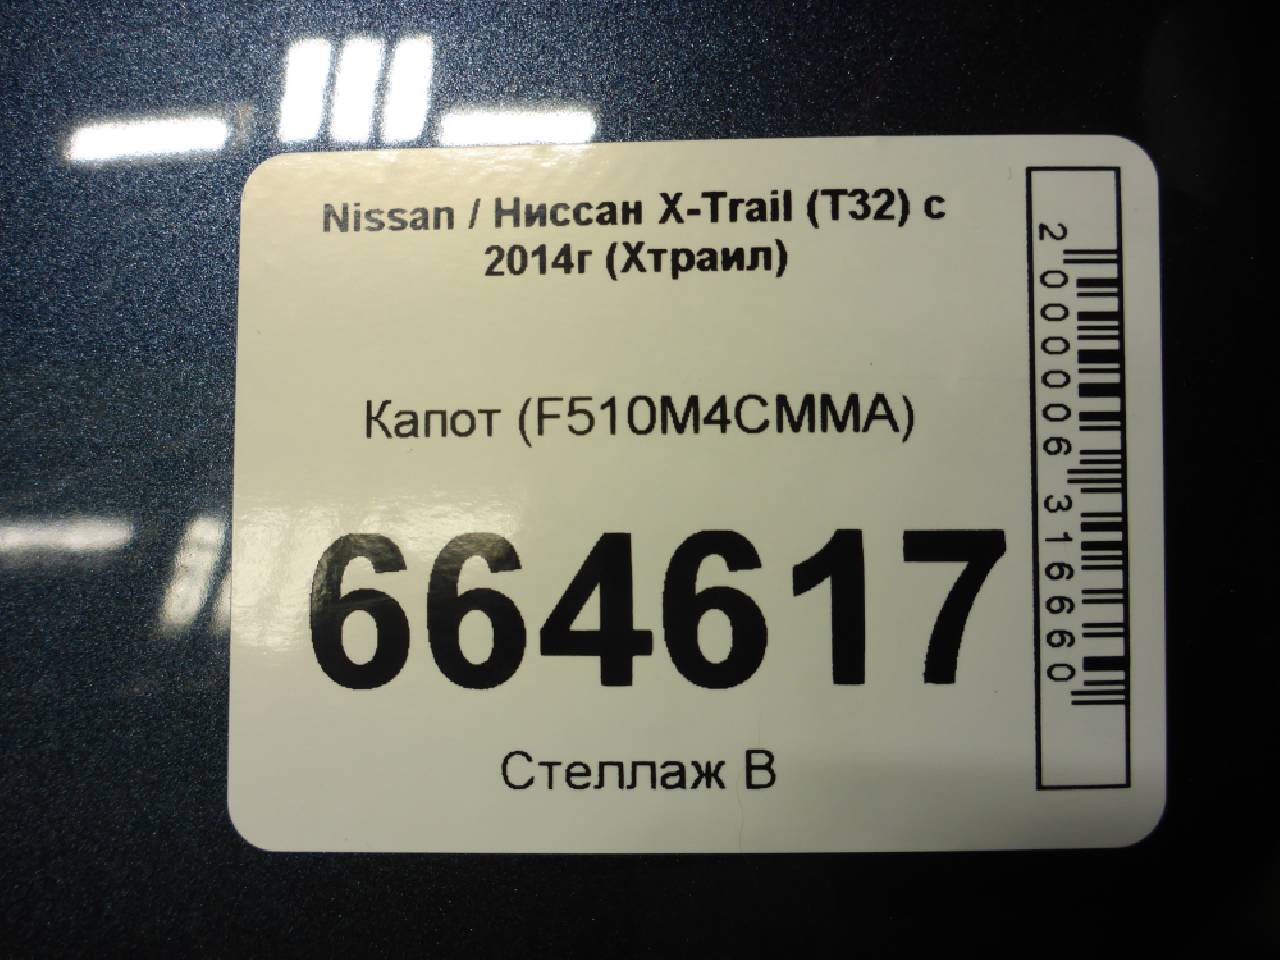 Nissan / Ниссан X-Trail (T32) с
2014г (Хтраил)
Капот (F510M4CMMA)
664617
Стеллаж В
2000006316660